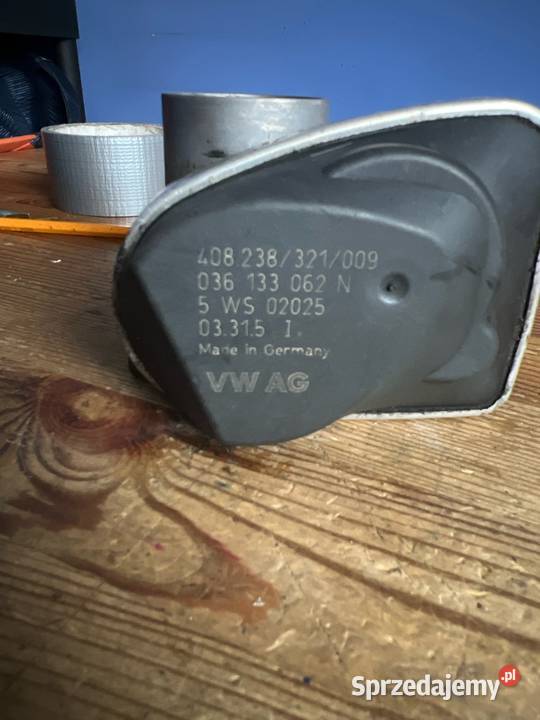 408 238/321/009
036 133 062 N
5 WS 02025
03.31.5 I.
Made in Germany
VW AG
Sprzedajemy.pl